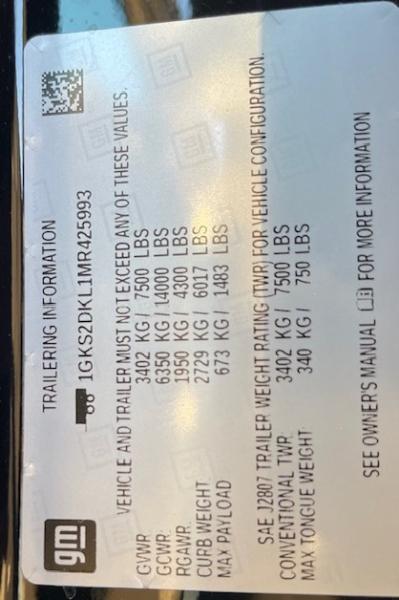 gm
TRAILERING INFORMATION
1GKS2DKL1MR425993
VEHICLE AND TRAILER MUST NOT EXCEED ANY OF THESE VALUES.
GVWR 3402 KG / 7500 LBS
GCWR 6350 KG / 14000 LBS
RGAWR 1950 KG / 4300 LBS
CURB WEIGHT 2729 KG / 6017 LBS
MAX PAYLOAD 673 KG / 1483 LBS
SAE J2807 TRAILER WEIGHT RATING (TWR) FOR VEHICLE CONFIGURATION.
CONVENTIONAL TWR: 3402 KG / 7500 LBS
MAX TONGUE WEIGHT 340 KG / 750 LBS
SEE OWNER'S MANUAL FOR MORE INFORMATION